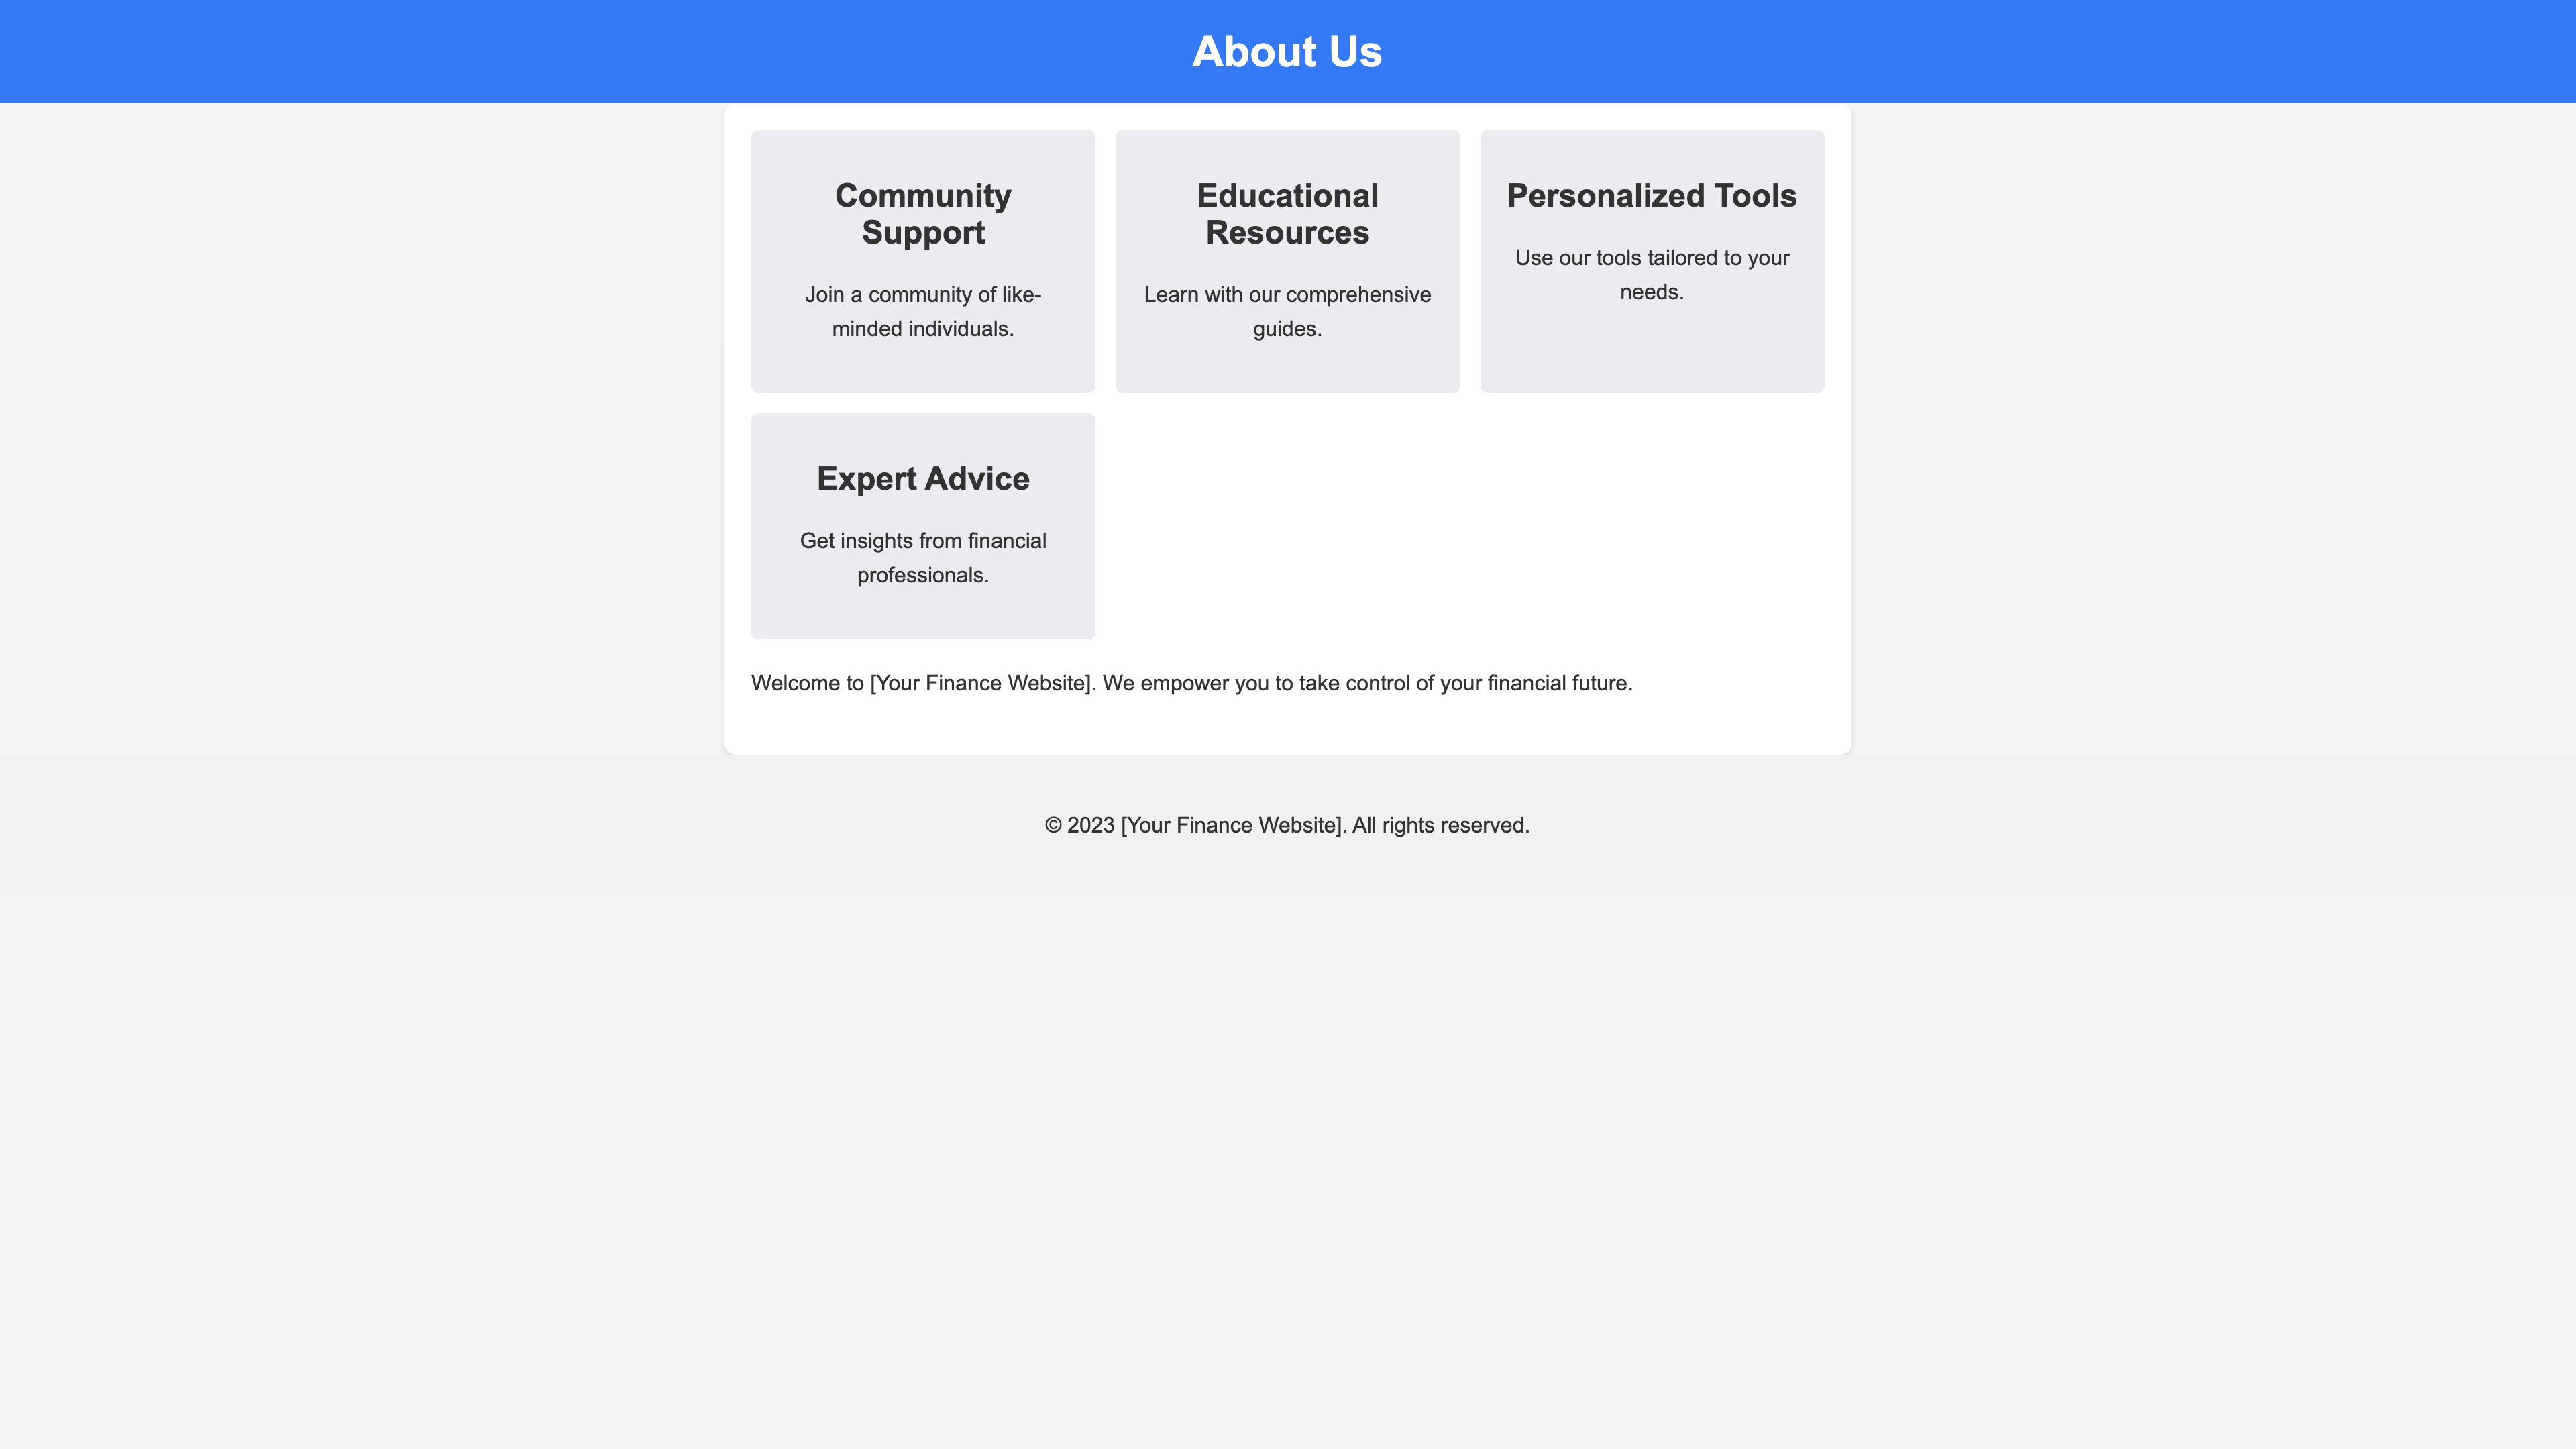 About Us
Community
Support
Join a community of like-
minded individuals.
Educational
Resources
Learn with our comprehensive
guides.
Personalized Tools
Use our tools tailored to your
needs.
Expert Advice
Get insights from financial
professionals.
Welcome to [Your Finance Website]. We empower you to take control of your financial future.
© 2023 [Your Finance Website]. All rights reserved.